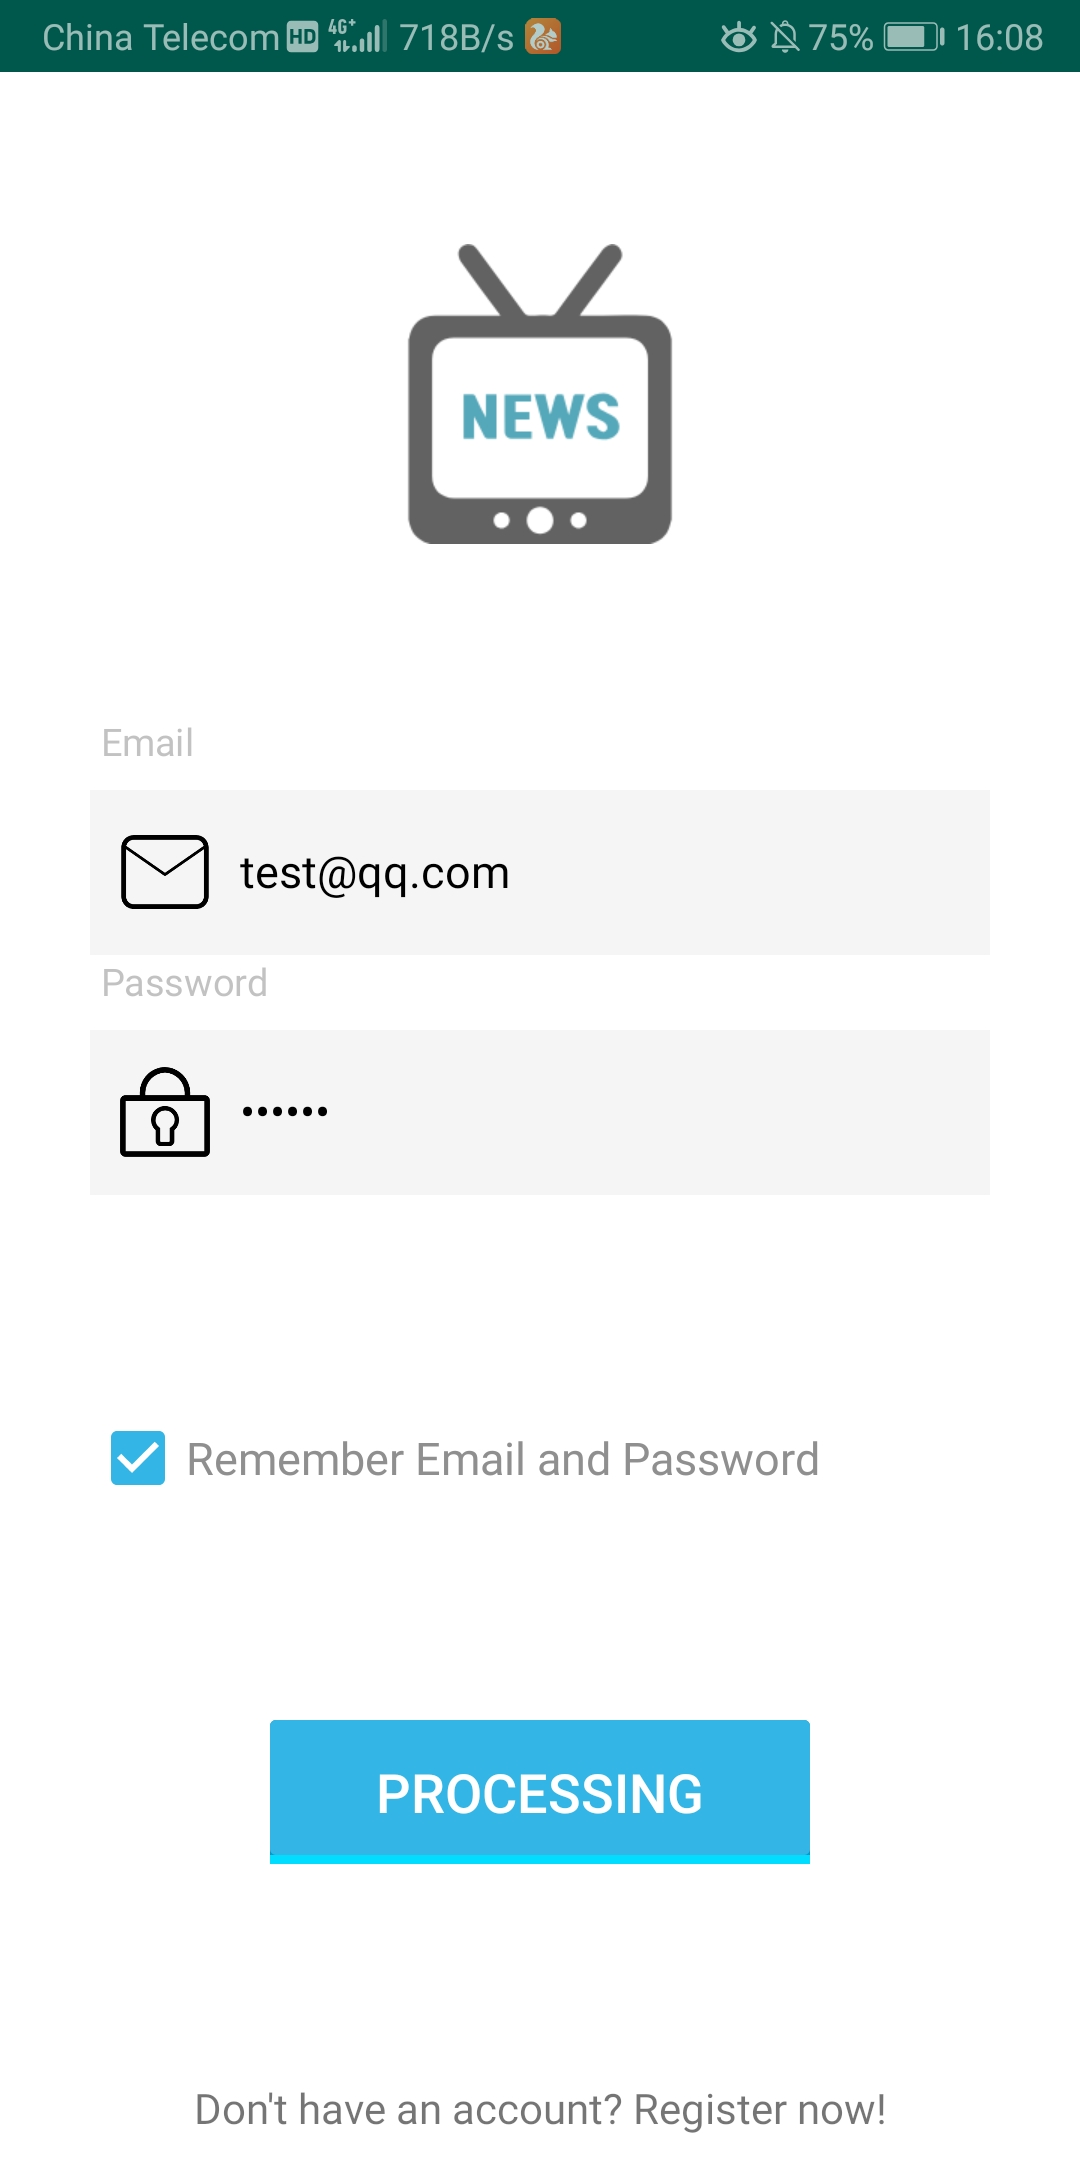 China Telecom HD 4G+ 718B/s 75% 16:08
NEWS
Email
test@qq.com
Password
••••••
Remember Email and Password
PROCESSING
Don't have an account? Register now!